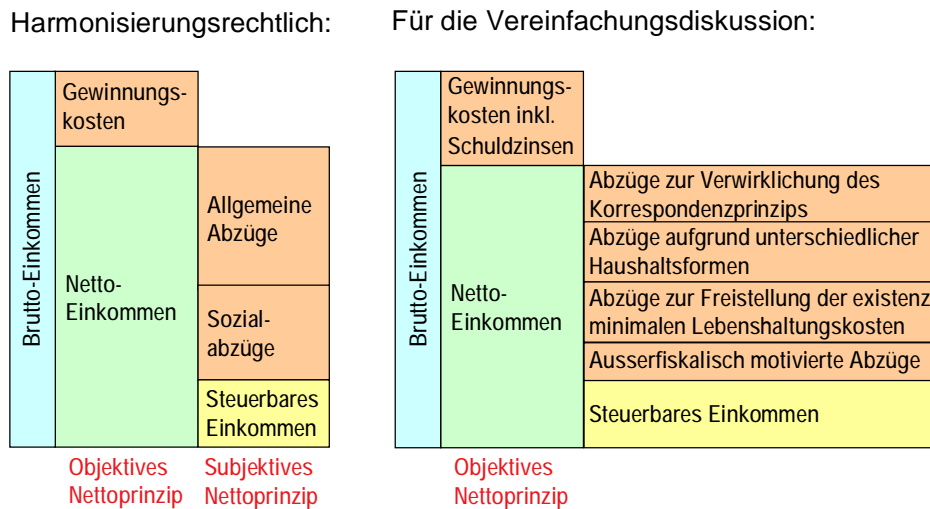 Harmonisierungsrechtlich:
Brutto-Einkommen
Gewinnungs-
kosten
Netto-
Einkommen
Allgemeine
Abzüge
Sozial-
abzüge
Steuerbares
Einkommen
Objektives
Nettoprinzip
Subjektives
Nettoprinzip
Für die Vereinfachungsdiskussion:
Brutto-Einkommen
Gewinnungs-
kosten inkl.
Schuldzinsen
Netto-
Einkommen
Abzüge zur Verwirklichung des
Korrespondenzprinzips
Abzüge aufgrund unterschiedlicher
Haushaltsformen
Abzüge zur Freistellung der existenz
minimalen Lebenshaltungskosten
Ausserfiskalisch motivierte Abzüge
Steuerbares Einkommen
Objektives
Nettoprinzip